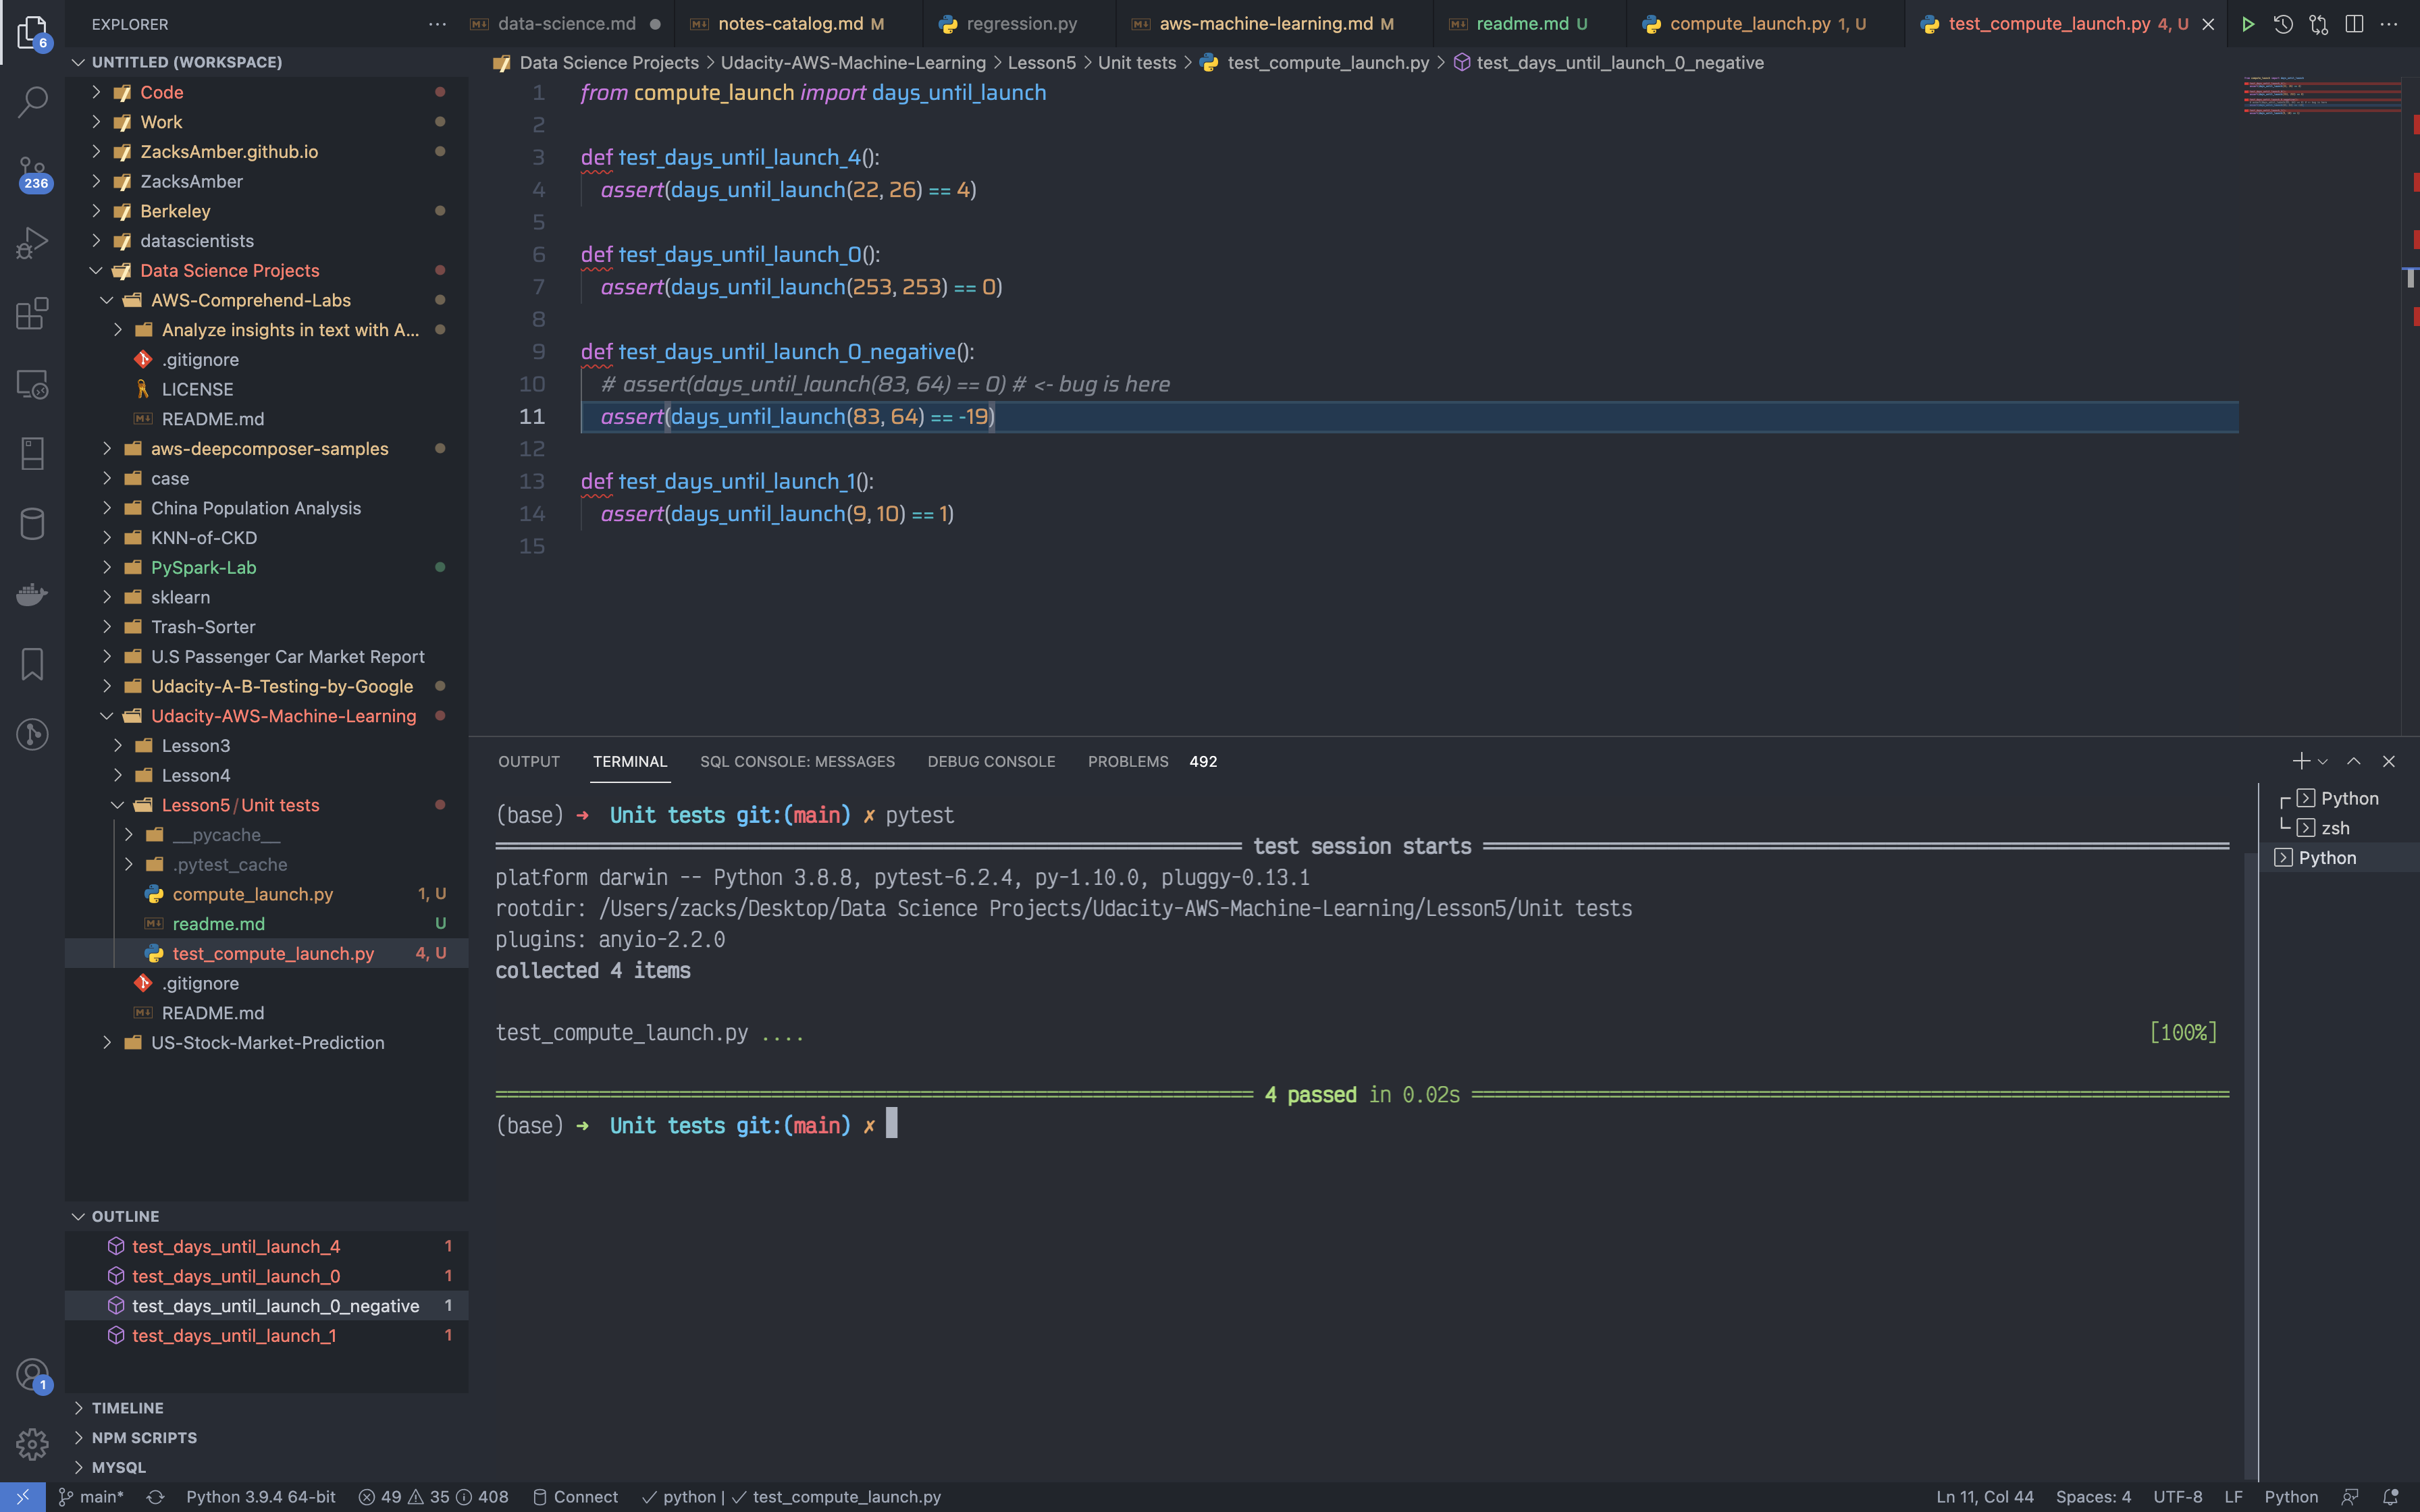 EXPLORER
6
236
1
UNTITLED (WORKSPACE)
Code
Work
ZacksAmber.github.io
ZacksAmber
Berkeley
datascientists
Data Science Projects
AWS-Comprehend-Labs
Analyze insights in text with A...
.gitignore
LICENSE
README.md
aws-deepcomposer-samples
case
China Population Analysis
KNN-of-CKD
PySpark-Lab
sklearn
Trash-Sorter
U.S Passenger Car Market Report
Udacity-A-B-Testing-by-Google
Udacity-AWS-Machine-Learning
Lesson3
Lesson4
Lesson5/Unit tests
__pycache__
.pytest_cache
compute_launch.py 1, U
readme.md U
test_compute_launch.py 4, U
.gitignore
README.md
US-Stock-Market-Prediction
OUTLINE
test_days_until_launch_4 1
test_days_until_launch_0 1
test_days_until_launch_0_negative 1
test_days_until_launch_1 1
TIMELINE
NPM SCRIPTS
MYSQL
data-science.md notes-catalog.md M regression.py aws-machine-learning.md M readme.md U compute_launch.py 1, U test_compute_launch.py 4, U
Data Science Projects > Udacity-AWS-Machine-Learning > Lesson5 > Unit tests > test_compute_launch.py > test_days_until_launch_0_negative
1 from compute_launch import days_until_launch
2
3 def test_days_until_launch_4():
4 assert(days_until_launch(22, 26) == 4)
5
6 def test_days_until_launch_0():
7 assert(days_until_launch(253, 253) == 0)
8
9 def test_days_until_launch_0_negative():
10 # assert(days_until_launch(83, 64) == 0) # <- bug is here
11 assert(days_until_launch(83, 64) == -19)
12
13 def test_days_until_launch_1():
14 assert(days_until_launch(9, 10) == 1)
15
OUTPUT TERMINAL SQL CONSOLE: MESSAGES DEBUG CONSOLE PROBLEMS 492
(base) ➜ Unit tests git:(main) ✗ pytest
test session starts
platform darwin -- Python 3.8.8, pytest-6.2.4, py-1.10.0, pluggy-0.13.1
rootdir: /Users/zacks/Desktop/Data Science Projects/Udacity-AWS-Machine-Learning/Lesson5/Unit tests
plugins: anyio-2.2.0
collected 4 items
test_compute_launch.py .... [100%]
4 passed in 0.02s
(base) ➜ Unit tests git:(main) ✗
Python
zsh
Python
main* Python 3.9.4 64-bit 49 35 408 Connect ✓ python | ✓ test_compute_launch.py Ln 11, Col 44 Spaces: 4 UTF-8 LF Python